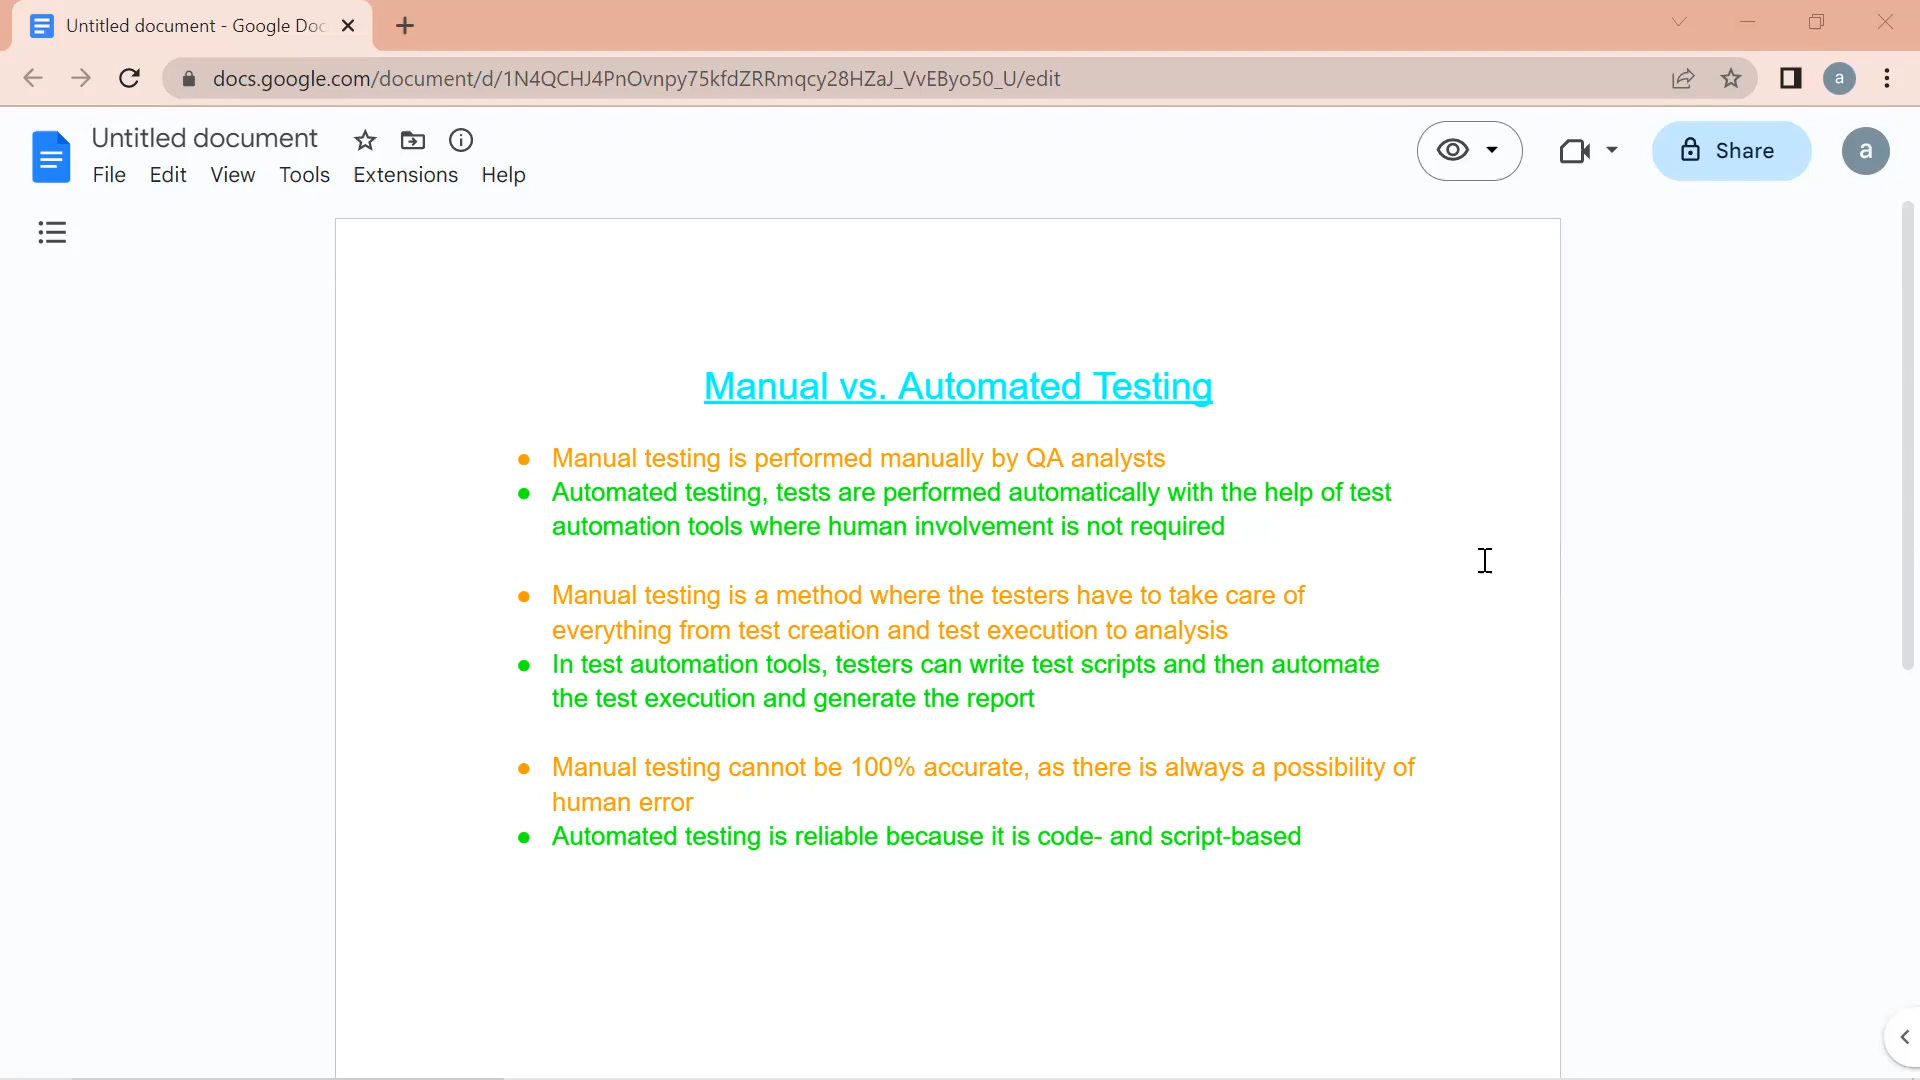 Untitled document - Google Doc
docs.google.com/document/d/1N4QCHJ4PnOvnpy75kfdZRRmqcy28HZaJ_VvEByo50_U/edit
a
Untitled document
File Edit View Tools Extensions Help
Share
a
Manual vs. Automated Testing
● Manual testing is performed manually by QA analysts
● Automated testing, tests are performed automatically with the help of test
automation tools where human involvement is not required
● Manual testing is a method where the testers have to take care of
everything from test creation and test execution to analysis
● In test automation tools, testers can write test scripts and then automate
the test execution and generate the report
● Manual testing cannot be 100% accurate, as there is always a possibility of
human error
● Automated testing is reliable because it is code- and script-based